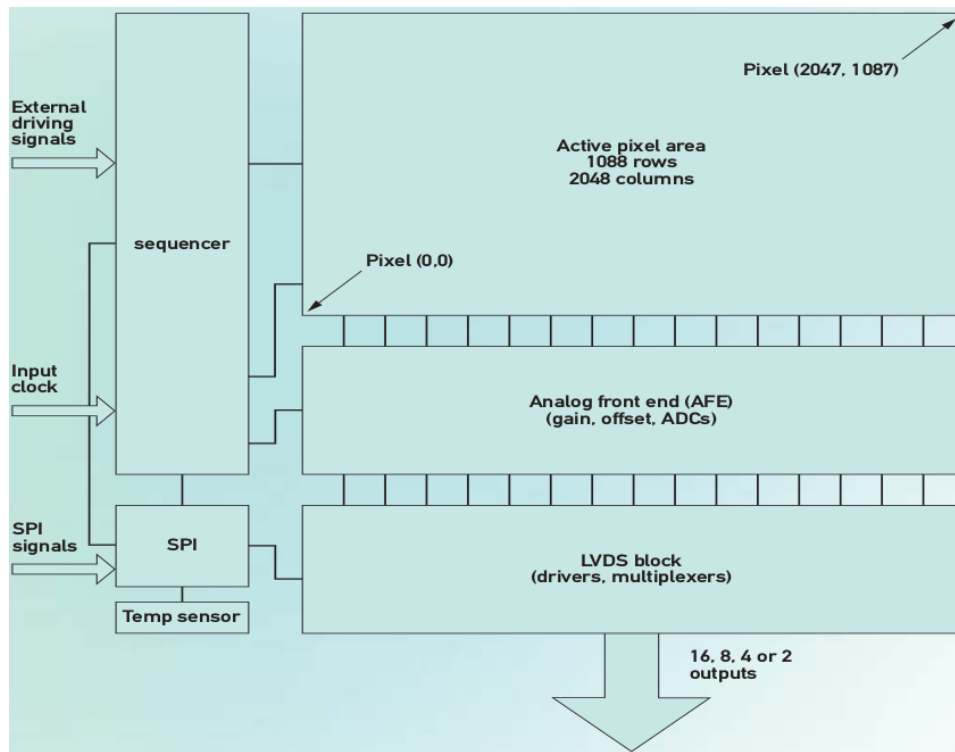 Pixel (2047, 1087)
External
driving
signals
Active pixel area
1088 rows
2048 columns
sequencer
Pixel (0,0)
Input
clock
Analog front end (AFE)
(gain, offset, ADCs)
SPI
signals
SPI
LVDS block
(drivers, multiplexers)
Temp sensor
16, 8, 4 or 2
outputs